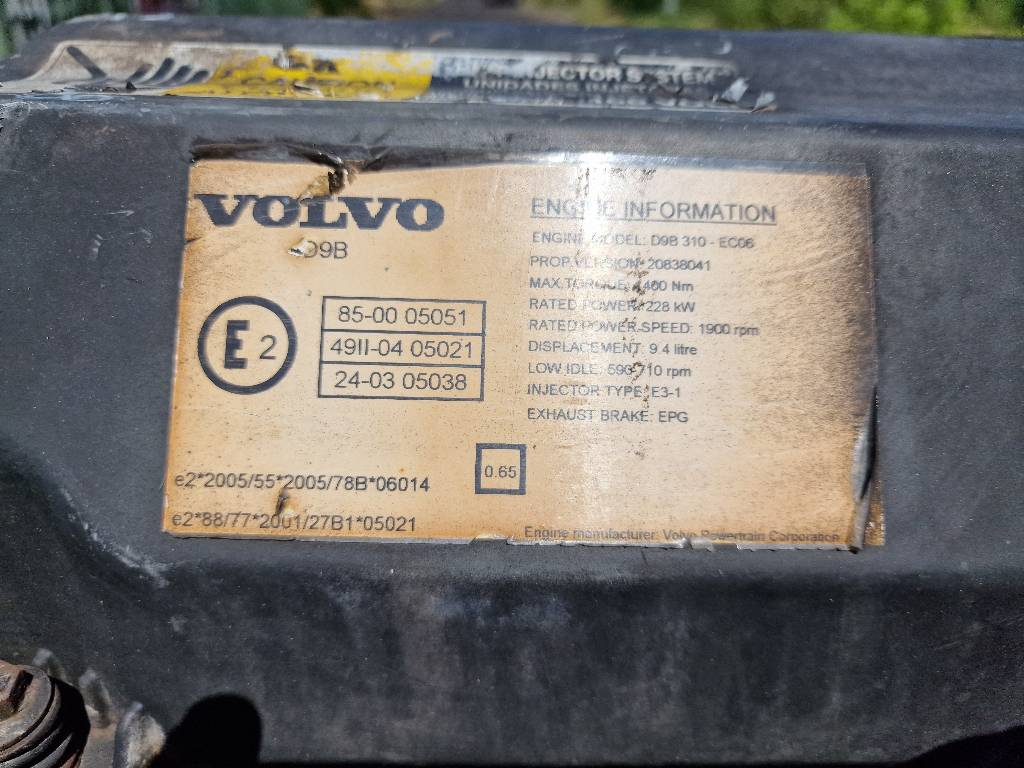 INJECTOR SYSTEM
UNIDADES
VOLVO
D9B
E 2
85-00 05051
49II-04 05021
24-03 05038
e2*2005/55*2005/78B*06014
e2*88/77*2001/27B1*05021
0.65
ENGINE INFORMATION
ENGINE MODEL: D9B 310 - EC06
PROP.VERSION: 20838041
MAX.TORQUE: 1400 Nm
RATED POWER: 228 kW
RATED POWER SPEED: 1900 rpm
DISPLACEMENT: 9.4 litre
LOW IDLE: 590-710 rpm
INJECTOR TYPE: E3-1
EXHAUST BRAKE: EPG
Engine manufacturer: Volvo Powertrain Corporation